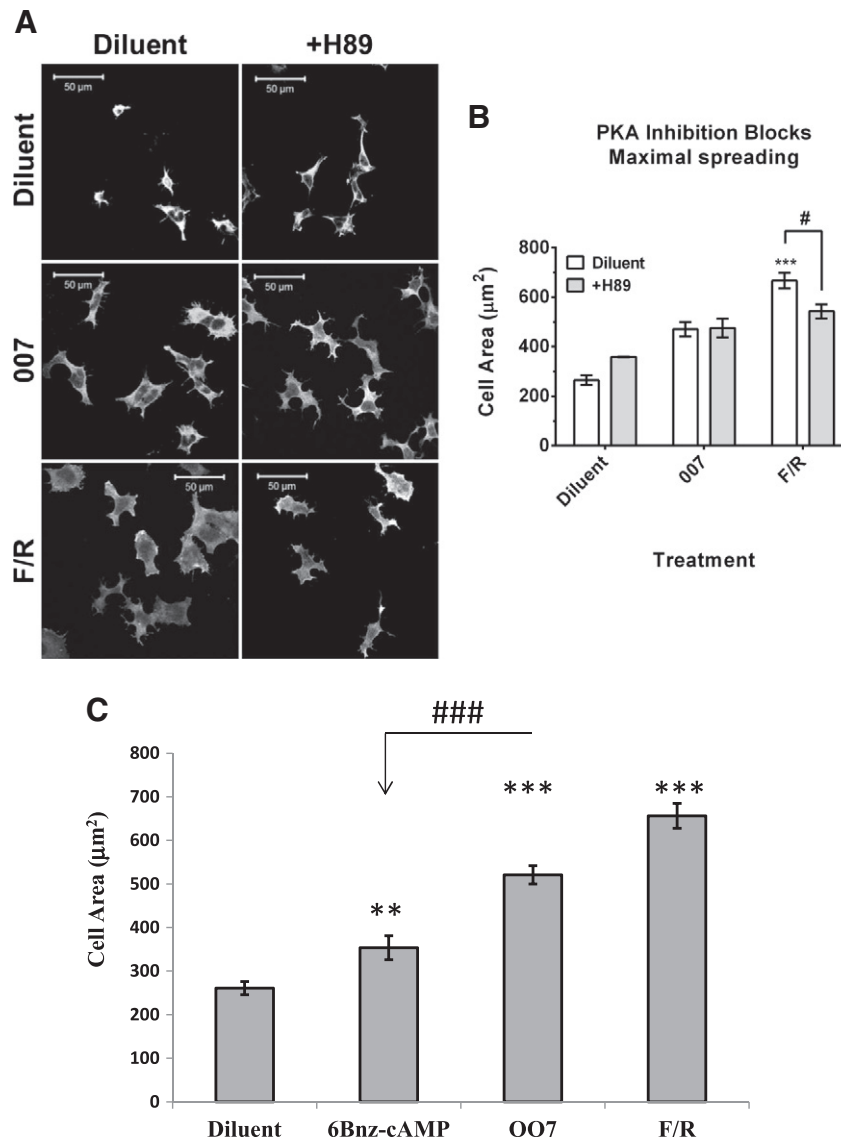 A
Diluent +H89
Diluent
50 µm
50 µm
007
50 µm
50 µm
F/R
50 µm
50 µm
B
PKA Inhibition Blocks
Maximal spreading
#
***
Diluent
+H89
Cell Area (µm²)
800
600
400
200
0
Diluent 007 F/R
Treatment
C
###
*** ***
**
Cell Area (µm²)
800
700
600
500
400
300
200
100
0
Diluent 6Bnz-cAMP OO7 F/R